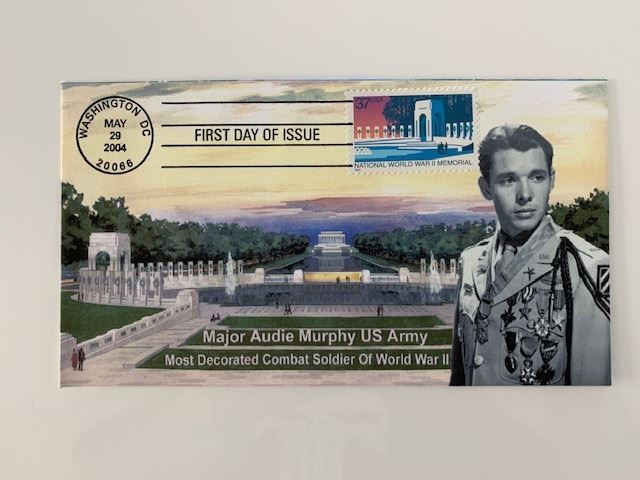 WASHINGTON DC
MAY
29
2004
20066
FIRST DAY OF ISSUE
37 USA
NATIONAL WORLD WAR II MEMORIAL
Major Audie Murphy US Army
Most Decorated Combat Soldier Of World War II